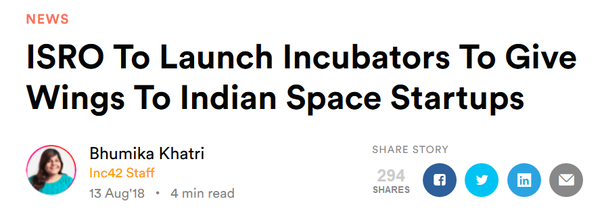 NEWS
ISRO To Launch Incubators To Give
Wings To Indian Space Startups
Bhumika Khatri
Inc42 Staff
13 Aug'18 • 4 min read
SHARE STORY
294
SHARES